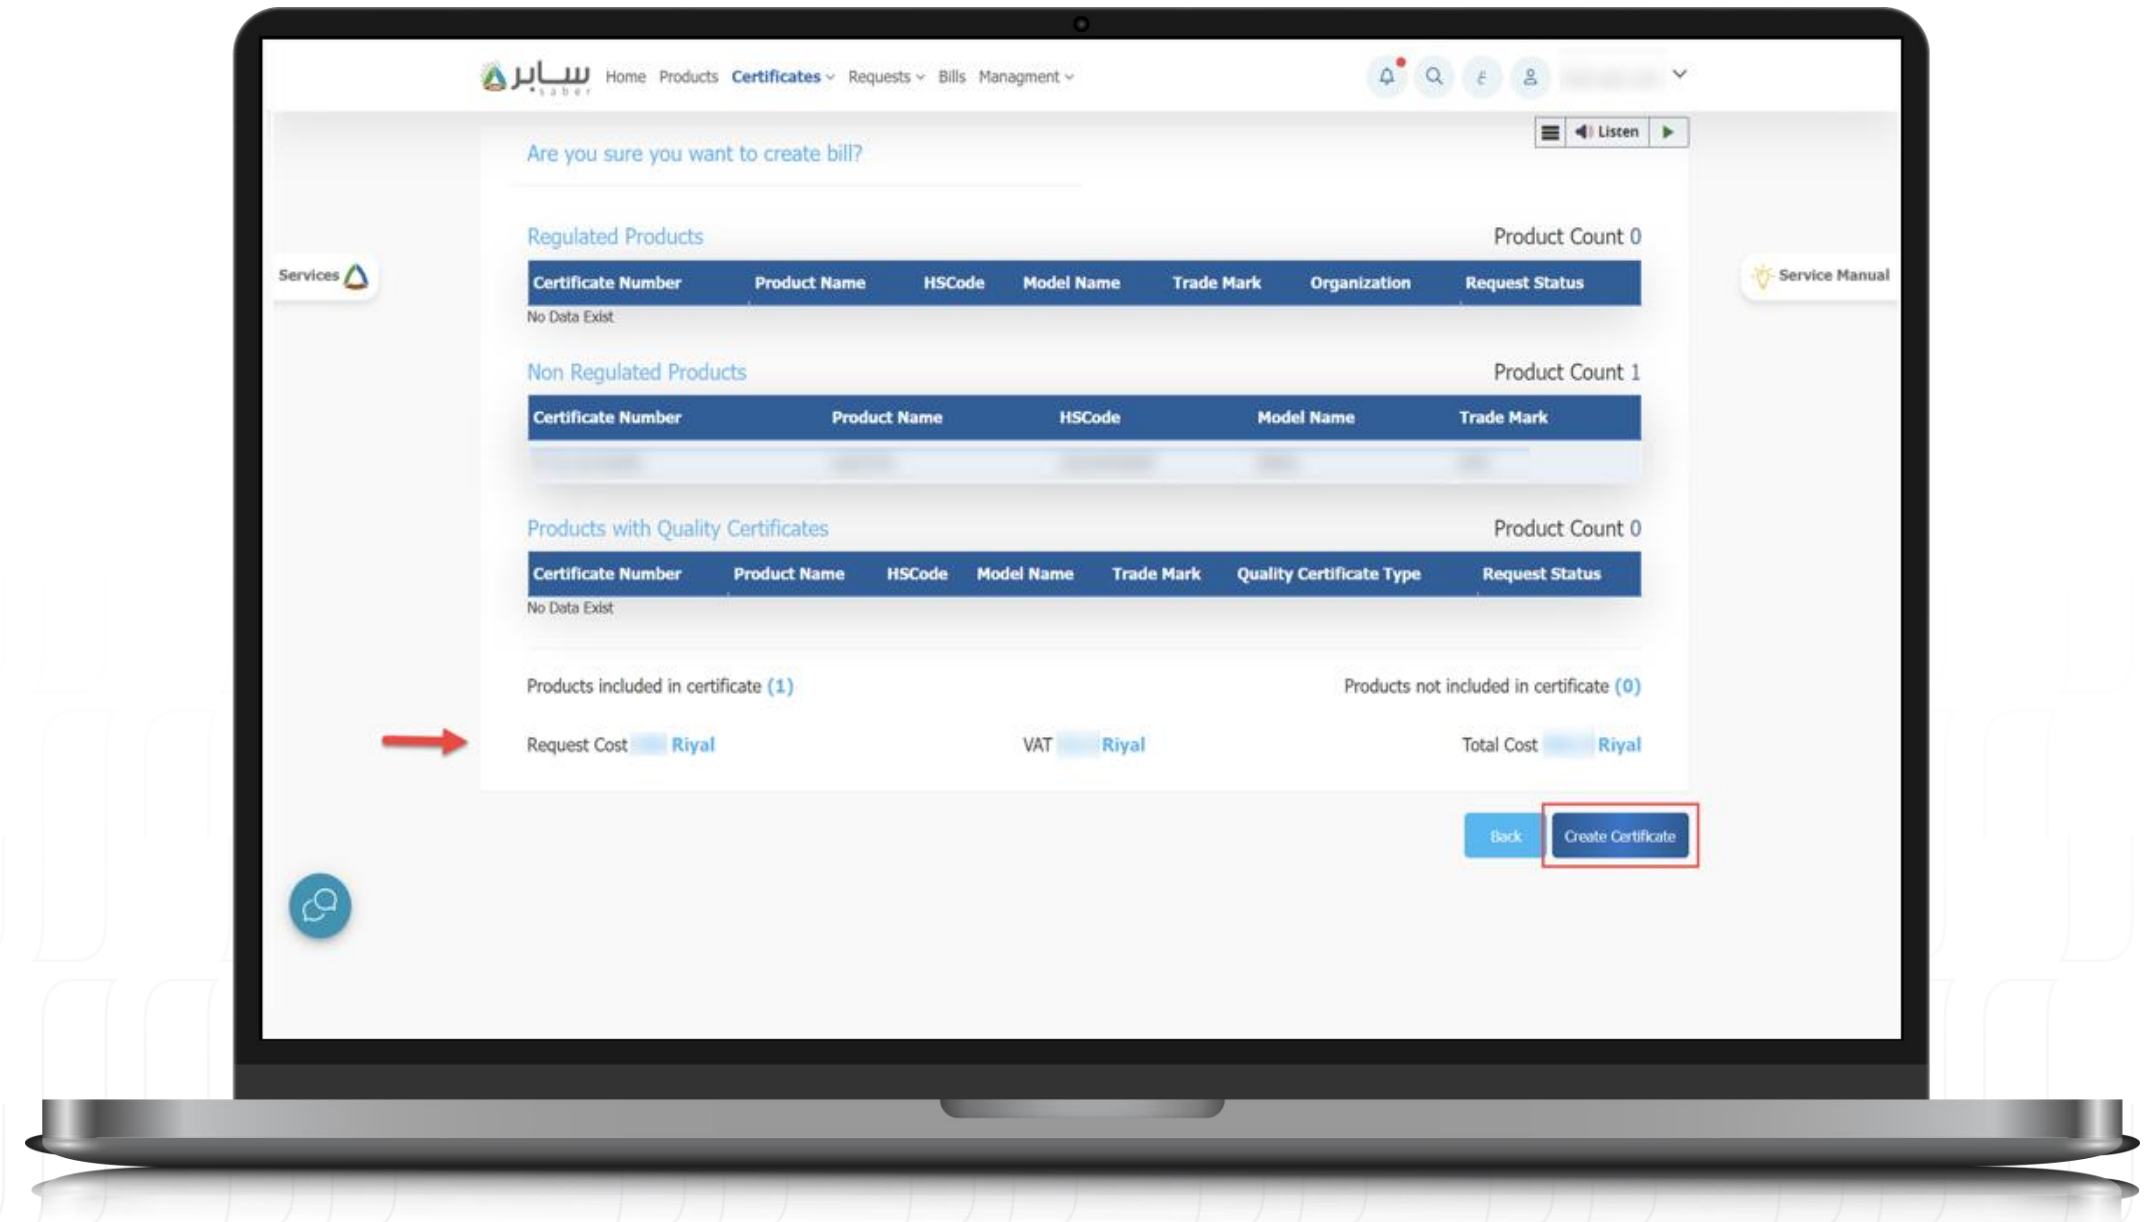 سابر
saber
Home Products Certificates Requests Bills Managment
ع
Listen
Are you sure you want to create bill?
Regulated Products Product Count 0
Certificate Number Product Name HSCode Model Name Trade Mark Organization Request Status
No Data Exist
Services
Service Manual
Non Regulated Products Product Count 1
Certificate Number Product Name HSCode Model Name Trade Mark
Products with Quality Certificates Product Count 0
Certificate Number Product Name HSCode Model Name Trade Mark Quality Certificate Type Request Status
No Data Exist
Products included in certificate (1) Products not included in certificate (0)
Request Cost Riyal VAT Riyal Total Cost Riyal
Back Create Certificate